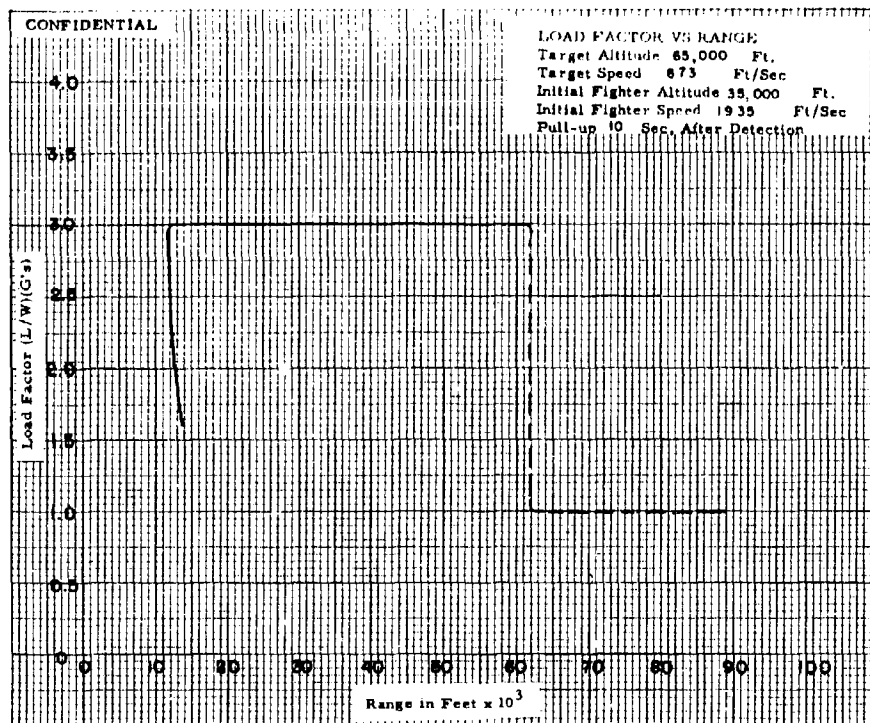 CONFIDENTIAL
LOAD FACTOR VS RANGE
Target Altitude 65,000 Ft.
Target Speed 873 Ft/Sec
Initial Fighter Altitude 35,000 Ft.
Initial Fighter Speed 1935 Ft/Sec
Pull-up 10 Sec. After Detection
4.0
3.5
3.0
2.5
2.0
1.5
1.0
0.5
0
Load Factor (L/W)(G's)
0 10 20 30 40 50 60 70 80 90 100
Range in Feet x 10³